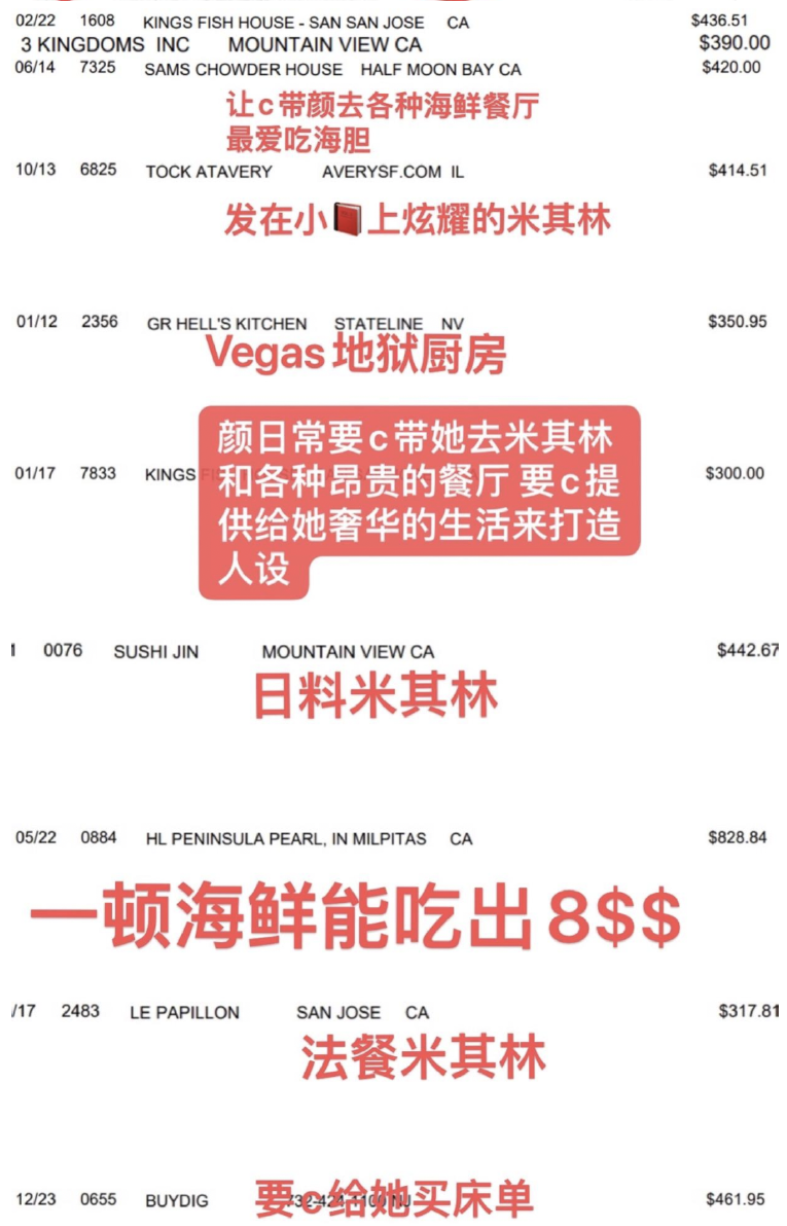 02/22 1608 KINGS FISH HOUSE - SAN SAN JOSE CA $436.51
3 KINGDOMS INC MOUNTAIN VIEW CA $390.00
06/14 7325 SAMS CHOWDER HOUSE HALF MOON BAY CA $420.00
让c带颜去各种海鲜餐厅
最爱吃海胆
10/13 6825 TOCK ATAVERY AVERYSF.COM IL $414.51
发在小📕上炫耀的米其林
01/12 2356 GR HELL'S KITCHEN STATELINE NV $350.95
Vegas地狱厨房
颜日常要c带她去米其林
01/17 7833 KINGS $300.00
和各种昂贵的餐厅 要c提
供给她奢华的生活来打造
人设
0076 SUSHI JIN MOUNTAIN VIEW CA $442.67
日料米其林
05/22 0884 HL PENINSULA PEARL, IN MILPITAS CA $828.84
一顿海鲜能吃出8$$
/17 2483 LE PAPILLON SAN JOSE CA $317.81
法餐米其林
12/23 0655 BUYDIG $461.95
要c给她买床单